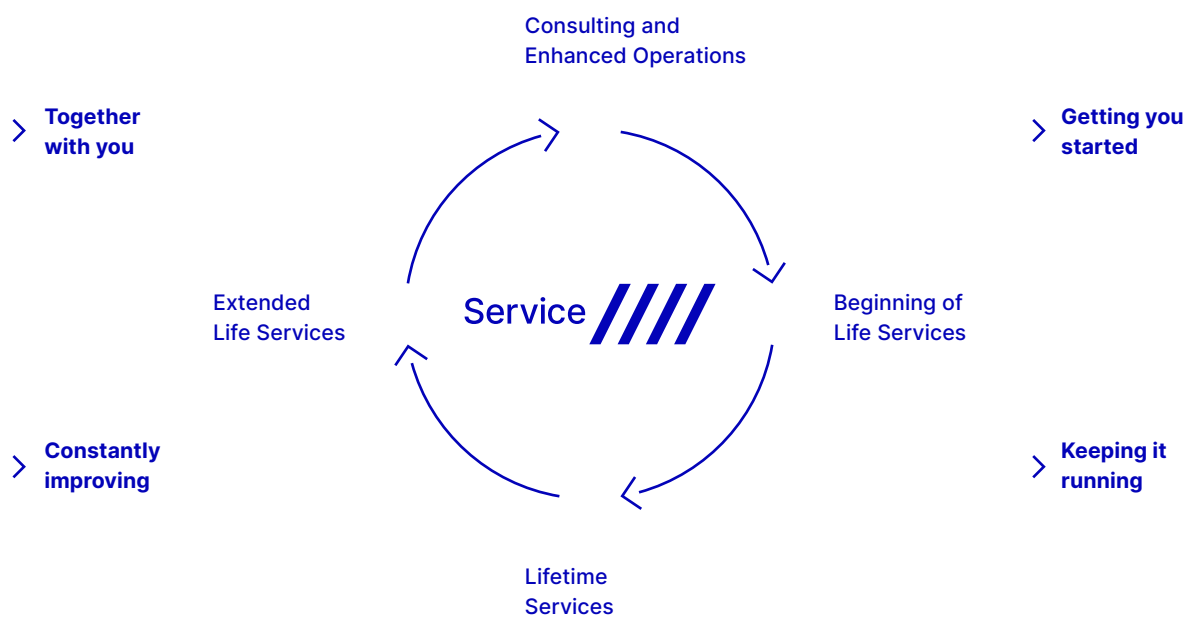 Consulting and
Enhanced Operations
Together
with you
Getting you
started
Extended
Life Services
Service
Beginning of
Life Services
Constantly
improving
Keeping it
running
Lifetime
Services